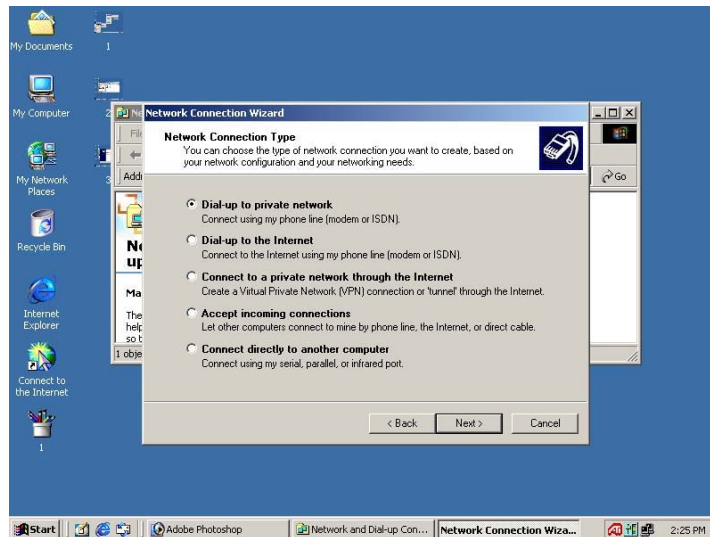 My Documents
1
My Computer
2
My Network
Places
3
Recycle Bin
Internet
Explorer
Connect to
the Internet
1
Ne
Network Connection Wizard
File
Addr
Go
Network Connection Type
You can choose the type of network connection you want to create, based on
your network configuration and your networking needs.
Dial-up to private network
Connect using my phone line (modem or ISDN).
Dial-up to the Internet
Connect to the Internet using my phone line (modem or ISDN).
Connect to a private network through the Internet
Create a Virtual Private Network (VPN) connection or 'tunnel' through the Internet.
Accept incoming connections
Let other computers connect to mine by phone line, the Internet, or direct cable.
Connect directly to another computer
Connect using my serial, parallel, or infrared port.
Ne
up
Ma
The
help
so t
1 obje
< Back
Next >
Cancel
Start
Adobe Photoshop
Network and Dial-up Con...
Network Connection Wiza...
2:25 PM